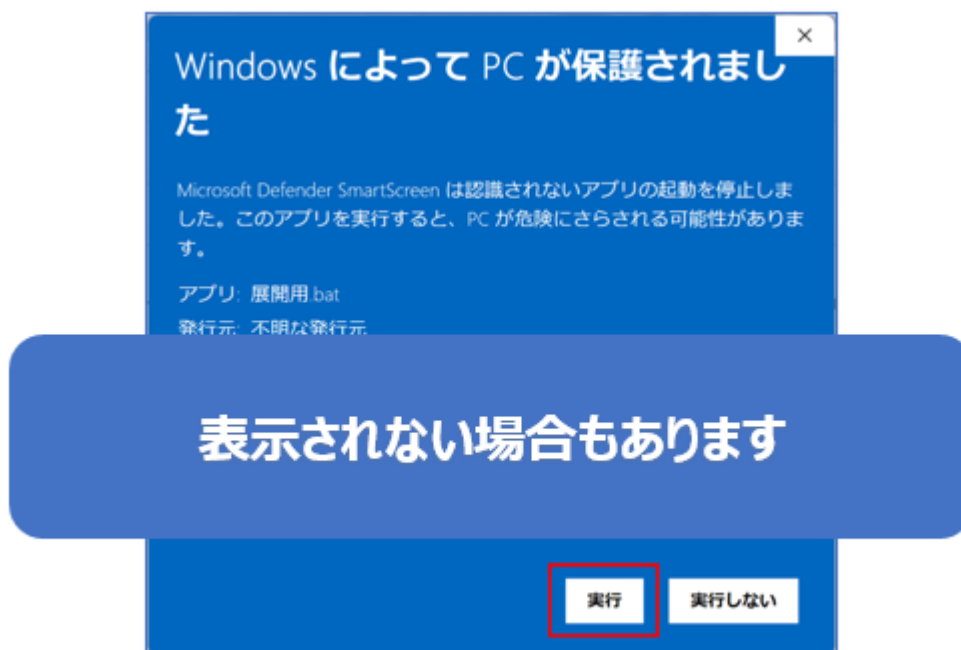 Windows によって PC が保護されまし
た
Microsoft Defender SmartScreen は認識されないアプリの起動を停止しま
した。このアプリを実行すると、PC が危険にさらされる可能性がありま
す。
アプリ: 展開用.bat
発行元: 不明な発行元
表示されない場合もあります
実行
実行しない